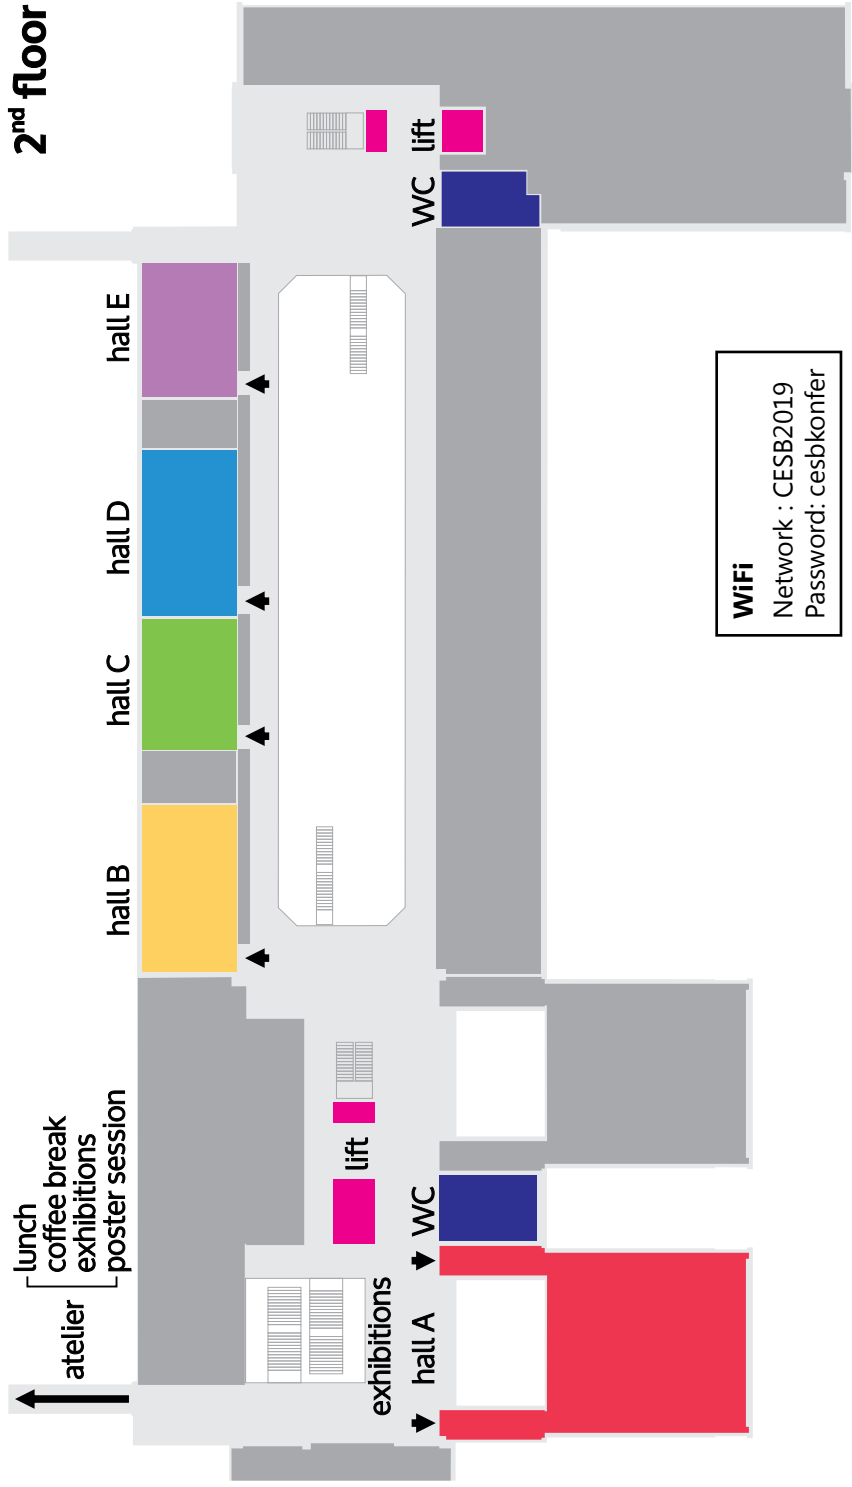 2nd floor
lunch
coffee break
exhibitions
poster session
atelier
hall B
hall C
hall D
hall E
lift
lift
exhibitions
hall A
WC
WC
WiFi
Network : CESB2019
Password: cesbkonfer